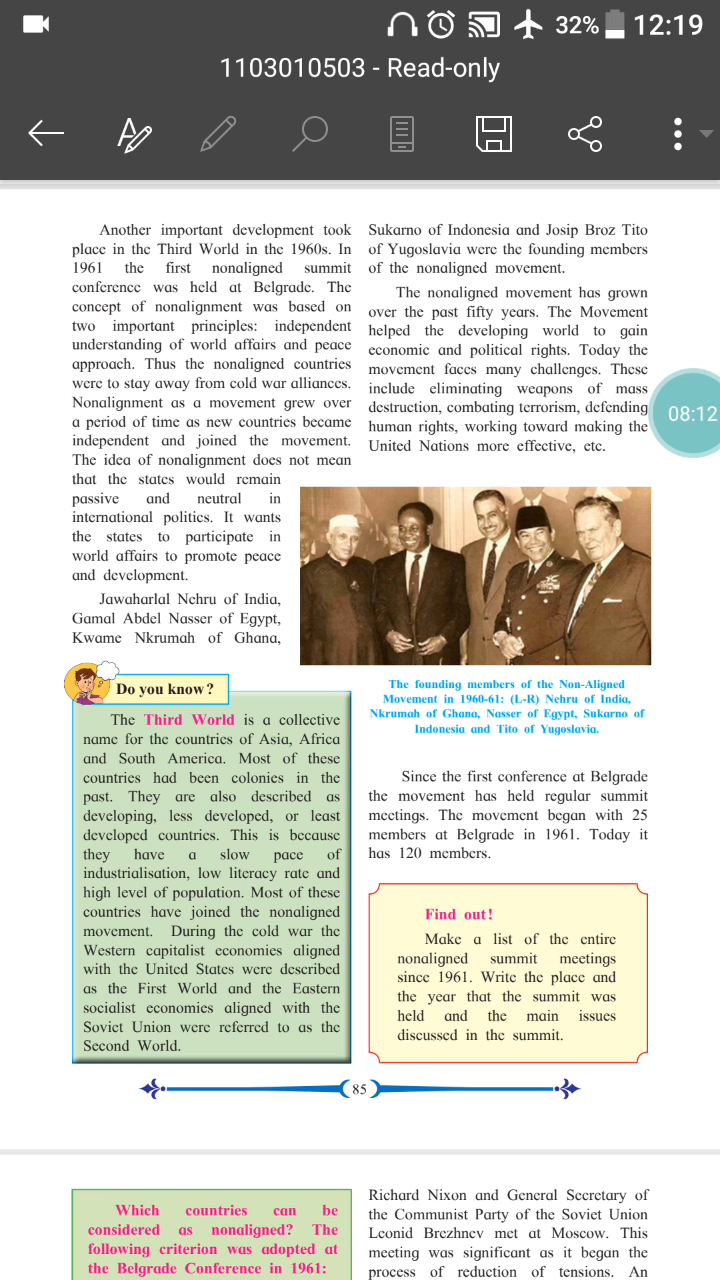 32% 12:19
1103010503 - Read-only
Another important development took
place in the Third World in the 1960s. In
1961 the first nonaligned summit
conference was held at Belgrade. The
concept of nonalignment was based on
two important principles: independent
understanding of world affairs and peace
approach. Thus the nonaligned countries
were to stay away from cold war alliances.
Nonalignment as a movement grew over
a period of time as new countries became
independent and joined the movement.
The idea of nonalignment does not mean
that the states would remain
passive and neutral in
international politics. It wants
the states to participate in
world affairs to promote peace
and development.
Jawaharlal Nehru of India,
Gamal Abdel Nasser of Egypt,
Kwame Nkrumah of Ghana,
Sukarno of Indonesia and Josip Broz Tito
of Yugoslavia were the founding members
of the nonaligned movement.
The nonaligned movement has grown
over the past fifty years. The Movement
helped the developing world to gain
economic and political rights. Today the
movement faces many challenges. These
include eliminating weapons of mass
destruction, combating terrorism, defending
human rights, working toward making the
United Nations more effective, etc.
08:12
The founding members of the Non-Aligned
Movement in 1960-61: (L-R) Nehru of India,
Nkrumah of Ghana, Nasser of Egypt, Sukarno of
Indonesia and Tito of Yugoslavia.
Do you know?
The Third World is a collective
name for the countries of Asia, Africa
and South America. Most of these
countries had been colonies in the
past. They are also described as
developing, less developed, or least
developed countries. This is because
they have a slow pace of
industrialisation, low literacy rate and
high level of population. Most of these
countries have joined the nonaligned
movement. During the cold war the
Western capitalist economies aligned
with the United States were described
as the First World and the Eastern
socialist economies aligned with the
Soviet Union were referred to as the
Second World.
Since the first conference at Belgrade
the movement has held regular summit
meetings. The movement began with 25
members at Belgrade in 1961. Today it
has 120 members.
Find out!
Make a list of the entire
nonaligned summit meetings
since 1961. Write the place and
the year that the summit was
held and the main issues
discussed in the summit.
85
Which countries can be
considered as nonaligned? The
following criterion was adopted at
the Belgrade Conference in 1961:
Richard Nixon and General Secretary of
the Communist Party of the Soviet Union
Leonid Brezhnev met at Moscow. This
meeting was significant as it began the
process of reduction of tensions. An